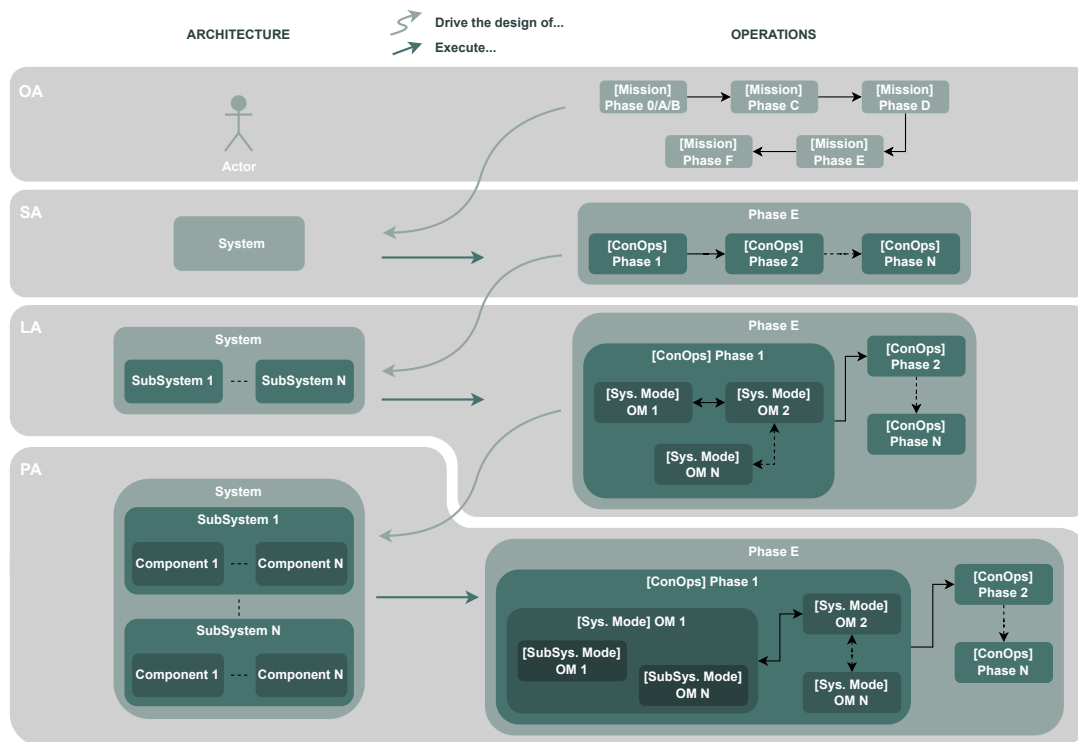 Drive the design of...
Execute...
ARCHITECTURE
OPERATIONS
OA
Actor
[Mission]
Phase 0/A/B
[Mission]
Phase C
[Mission]
Phase D
[Mission]
Phase F
[Mission]
Phase E
SA
System
Phase E
[ConOps]
Phase 1
[ConOps]
Phase 2
[ConOps]
Phase N
LA
System
SubSystem 1
SubSystem N
Phase E
[ConOps] Phase 1
[Sys. Mode]
OM 1
[Sys. Mode]
OM 2
[Sys. Mode]
OM N
[ConOps]
Phase 2
[ConOps]
Phase N
PA
System
SubSystem 1
Component 1
Component N
SubSystem N
Component 1
Component N
Phase E
[ConOps] Phase 1
[Sys. Mode] OM 1
[SubSys. Mode]
OM 1
[SubSys. Mode]
OM N
[Sys. Mode]
OM 2
[Sys. Mode]
OM N
[ConOps]
Phase 2
[ConOps]
Phase N